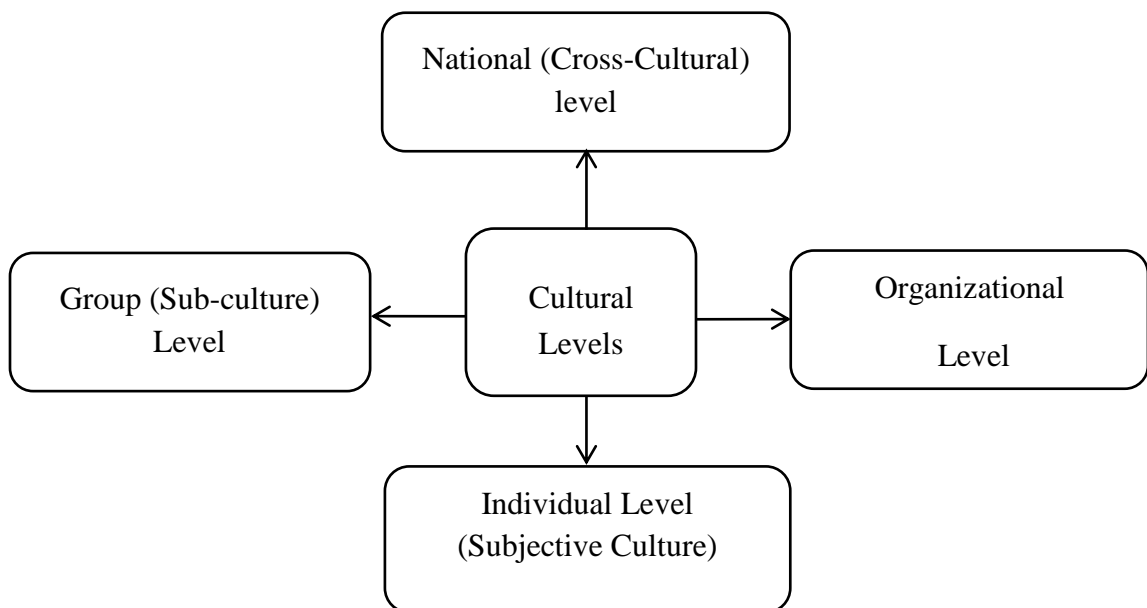 National (Cross-Cultural)
level
Group (Sub-culture)
Level
Cultural
Levels
Organizational
Level
Individual Level
(Subjective Culture)